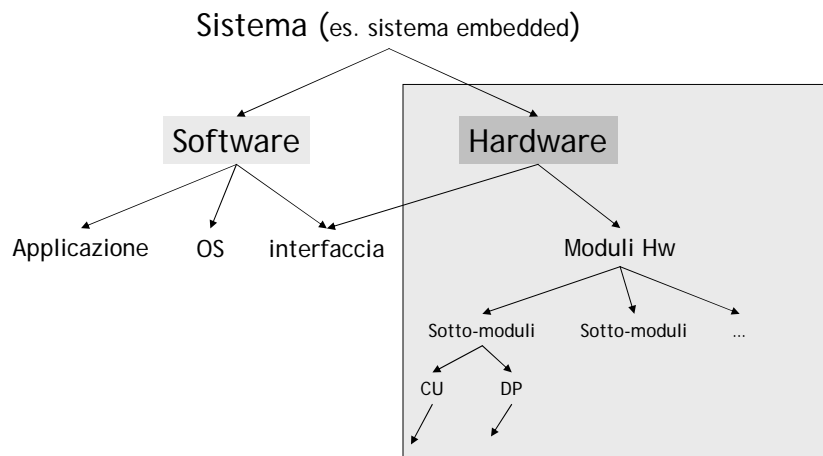 Sistema (es. sistema embedded)
Software Hardware
Applicazione OS interfaccia Moduli Hw
Sotto-moduli Sotto-moduli ...
CU DP